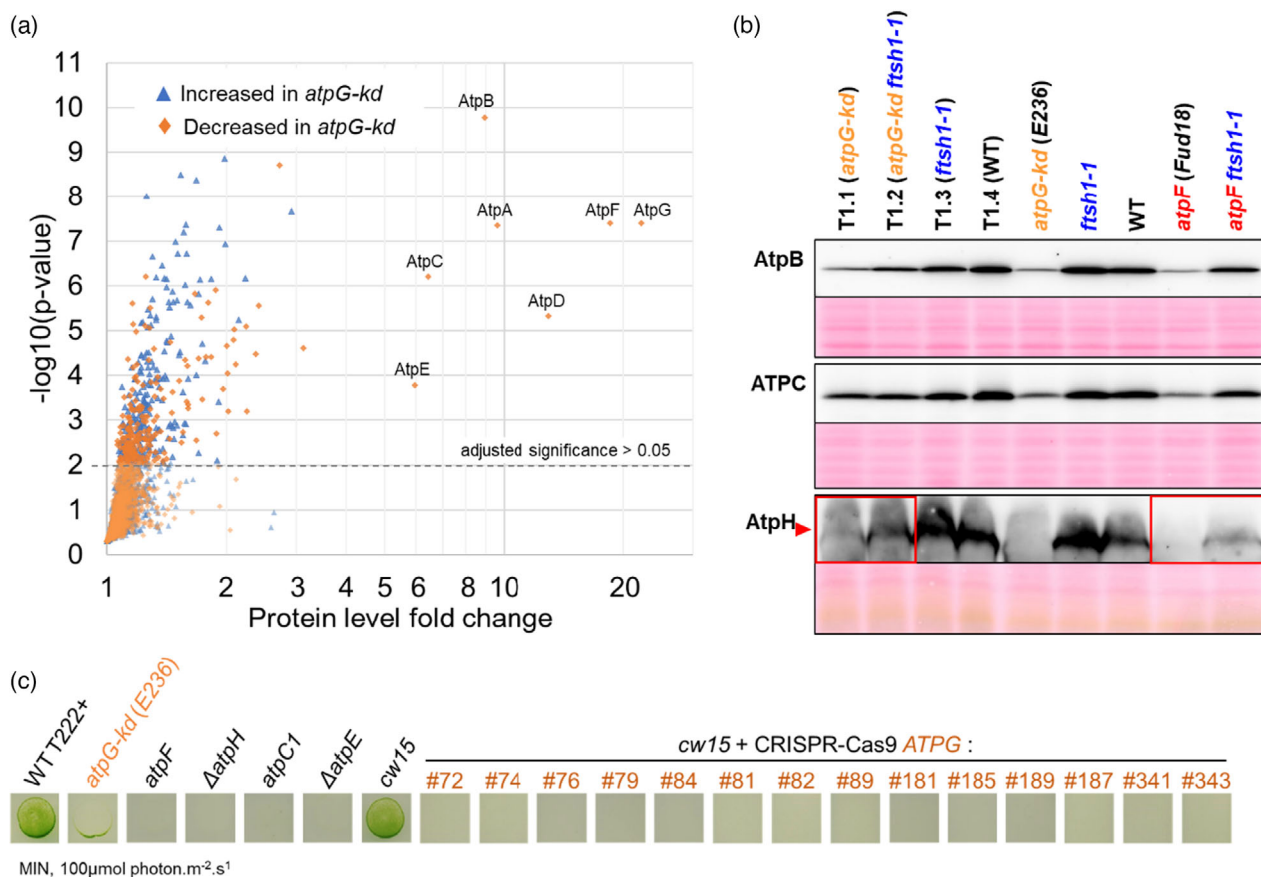 (a)
11
10
9
8
7
6
5
4
3
2
1
0
-log10(p-value)
Increased in atpG-kd
Decreased in atpG-kd
AtpB
AtpA
AtpF
AtpG
AtpC
AtpD
AtpE
adjusted significance > 0.05
1
2
4
6
8
10
20
Protein level fold change
(b)
T1.1 (atpG-kd)
T1.2 (atpG-kd ftsh1-1)
T1.3 (ftsh1-1)
T1.4 (WT)
atpG-kd (E236)
ftsh1-1
WT
atpF (Fud18)
atpF ftsh1-1
AtpB
ATPC
AtpH
(c)
WTT222+
atpG-kd (E236)
atpF
ΔatpH
atpC1
ΔatpE
cw15
cw15 + CRISPR-Cas9 ATPG :
#72 #74 #76 #79 #84 #81 #82 #89 #181 #185 #189 #187 #341 #343
MIN, 100µmol photon.m⁻².s¹